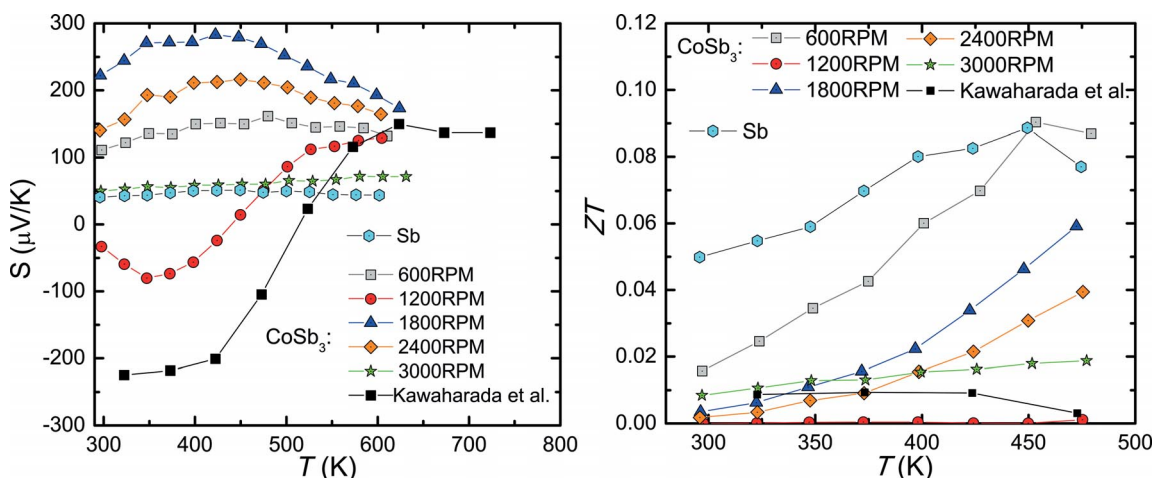 300
200
100
0
-100
-200
-300
S (μV/K)
300 400 500 600 700 800
T (K)
Sb
600RPM
1200RPM
1800RPM
CoSb3:
2400RPM
3000RPM
Kawaharada et al.
0.12
0.10
0.08
0.06
0.04
0.02
0.00
ZT
300 350 400 450 500
T (K)
CoSb3:
600RPM
1200RPM
1800RPM
2400RPM
3000RPM
Kawaharada et al
Sb